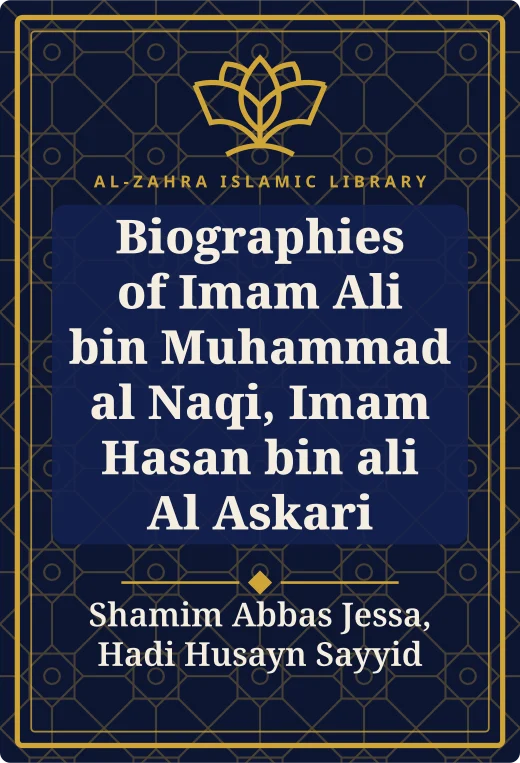 AL-ZAHRA ISLAMIC LIBRARY
Biographies
of Imam Ali
bin Muhammad
al Naqi, Imam
Hasan bin ali
Al Askari
Shamim Abbas Jessa,
Hadi Husayn Sayyid